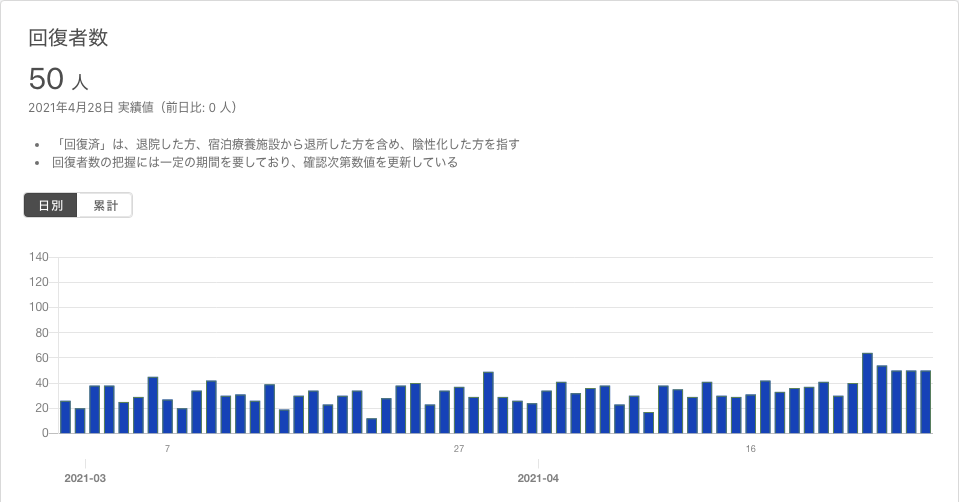 回復者数
50 人
2021年4月28日 実績値（前日比: 0 人）
• 「回復済」は、退院した方、宿泊療養施設から退所した方を含め、陰性化した方を指す
• 回復者数の把握には一定の期間を要しており、確認次第数値を更新している
日別 累計
140
120
100
80
60
40
20
0
7 27 16
2021-03 2021-04